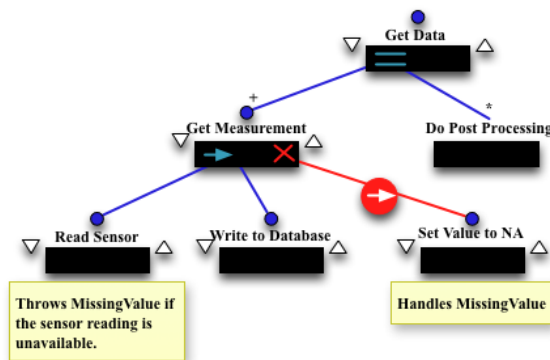 Get Data
+
*
Get Measurement
Do Post Processing
Read Sensor
Write to Database
Set Value to NA
Throws MissingValue if
the sensor reading is
unavailable.
Handles MissingValue